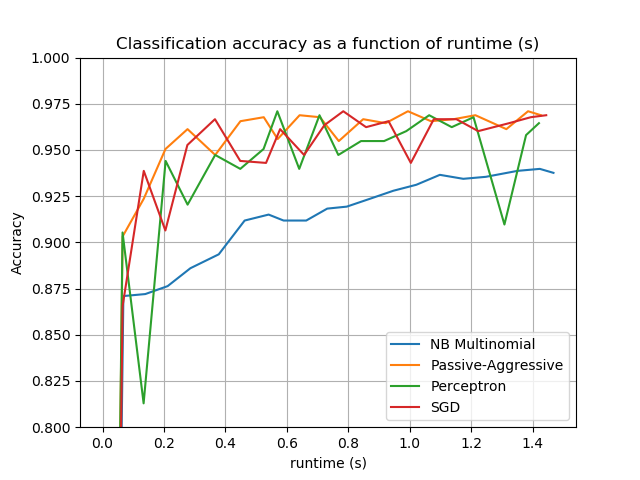 Classification accuracy as a function of runtime (s)
1.000
0.975
0.950
0.925
0.900
0.875
0.850
0.825
0.800
Accuracy
NB Multinomial
Passive-Aggressive
Perceptron
SGD
0.0 0.2 0.4 0.6 0.8 1.0 1.2 1.4
runtime (s)